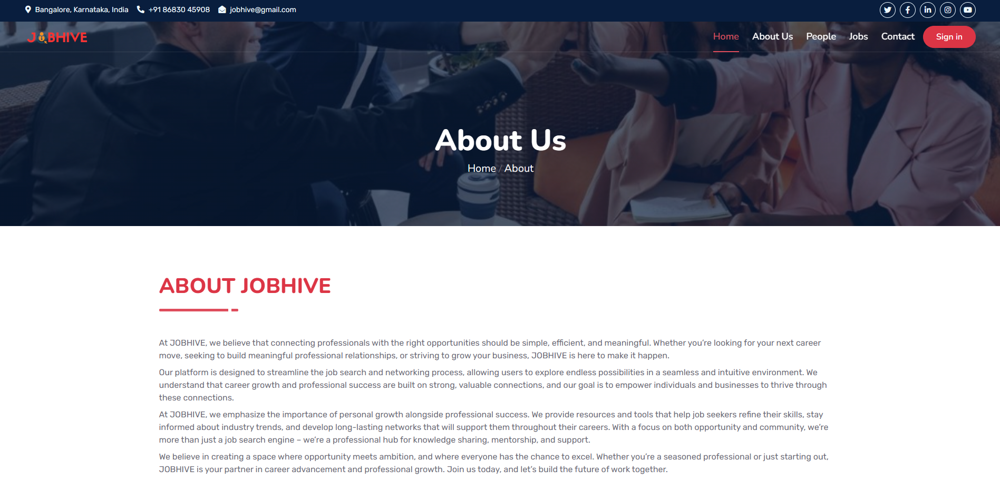 Bangalore, Karnataka, India +91 86830 45908 jobhive@gmail.com
JOBHIVE Home About Us People Jobs Contact Sign in
About Us
Home / About
ABOUT JOBHIVE
At JOBHIVE, we believe that connecting professionals with the right opportunities should be simple, efficient, and meaningful. Whether you’re looking for your next career
move, seeking to build meaningful professional relationships, or striving to grow your business, JOBHIVE is here to make it happen.
Our platform is designed to streamline the job search and networking process, allowing users to explore endless possibilities in a seamless and intuitive environment. We
understand that career growth and professional success are built on strong, valuable connections, and our goal is to empower individuals and businesses to thrive through
these connections.
At JOBHIVE, we emphasize the importance of personal growth alongside professional success. We provide resources and tools that help job seekers refine their skills, stay
informed about industry trends, and develop long-lasting networks that will support them throughout their careers. With a focus on both opportunity and community, we’re
more than just a job search engine – we’re a professional hub for knowledge sharing, mentorship, and support.
We believe in creating a space where opportunity meets ambition, and where everyone has the chance to excel. Whether you’re a seasoned professional or just starting out,
JOBHIVE is your partner in career advancement and professional growth. Join us today, and let’s build the future of work together.